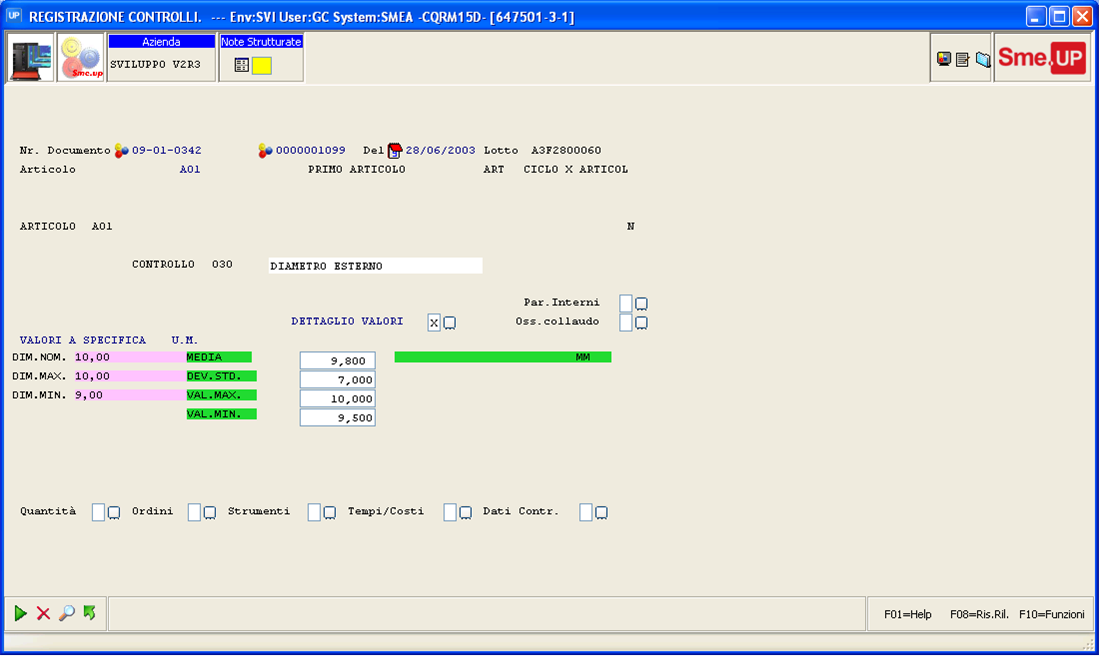 UP REGISTRAZIONE CONTROLLI. --- Env:SVI User:GC System:SMEA -CQRM15D- [647501-3-1]
Sme.up
Azienda
SVILUPPO V2R3
Note Strutturate
Sme.UP
Nr. Documento 09-01-0342 0000001099 Del 28/06/2003 Lotto A3F2800060
Articolo A01 PRIMO ARTICOLO ART CICLO X ARTICOL
ARTICOLO A01 N
CONTROLLO 030 DIAMETRO ESTERNO
Par.Interni
DETTAGLIO VALORI X Oss.collaudo
VALORI A SPECIFICA U.M.
DIM.NOM. 10,00 MEDIA 9,800 MM
DIM.MAX. 10,00 DEV.STD. 7,000
DIM.MIN. 9,00 VAL.MAX. 10,000
VAL.MIN. 9,500
Quantità Ordini Strumenti Tempi/Costi Dati Contr.
F01=Help F08=Ris.Ril. F10=Funzioni